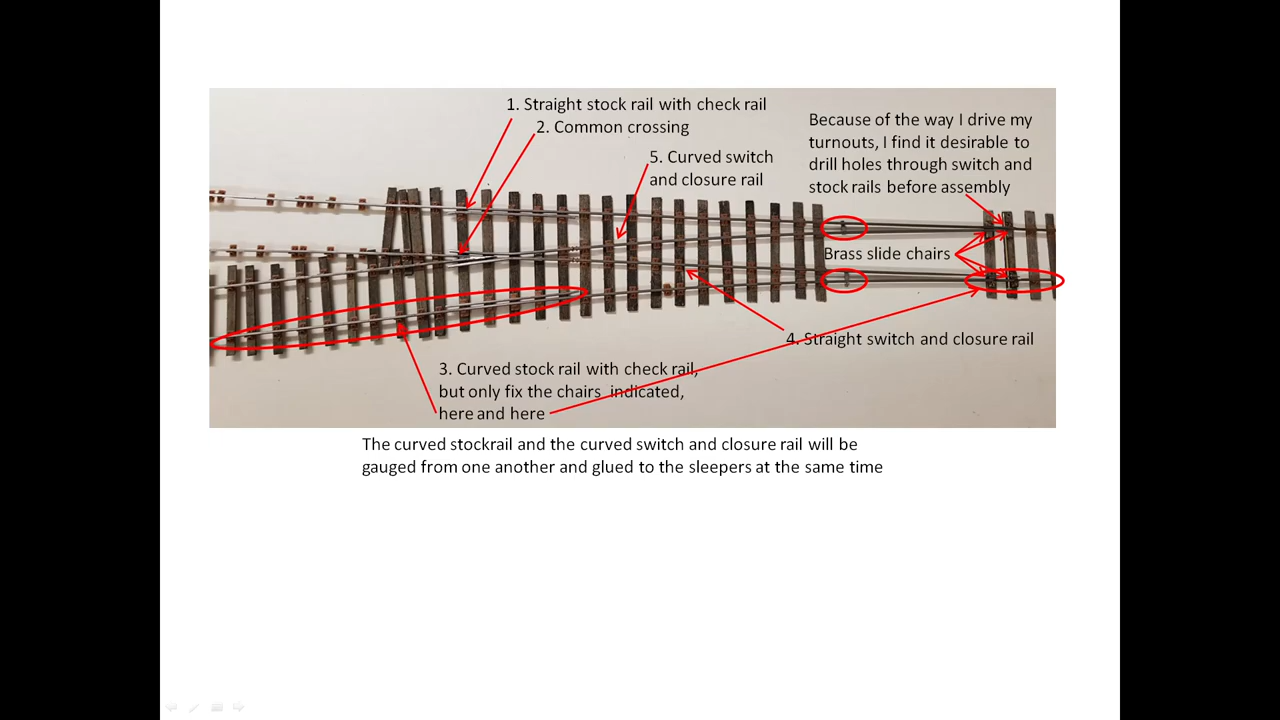 1. Straight stock rail with check rail
2. Common crossing
5. Curved switch
and closure rail
Because of the way I drive my
turnouts, I find it desirable to
drill holes through switch and
stock rails before assembly
Brass slide chairs
4. Straight switch and closure rail
3. Curved stock rail with check rail,
but only fix the chairs indicated,
here and here
The curved stockrail and the curved switch and closure rail will be
gauged from one another and glued to the sleepers at the same time